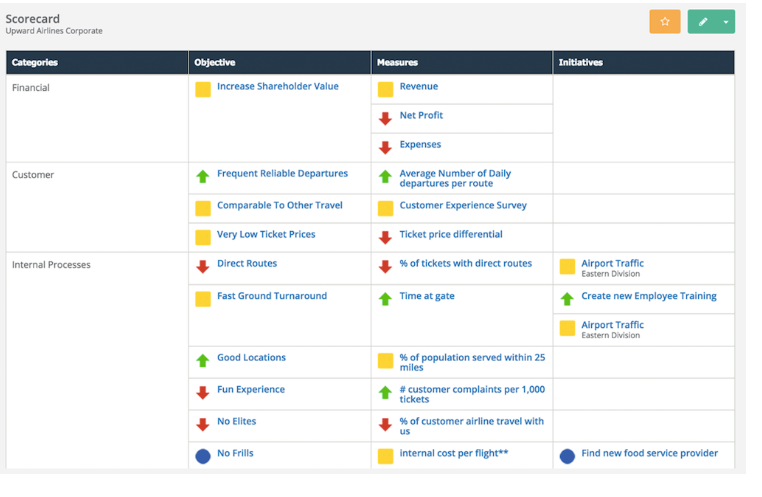 Scorecard
Upward Airlines Corporate
Categories Objective Measures Initiatives
Financial Increase Shareholder Value Revenue
Net Profit
Expenses
Customer Frequent Reliable Departures Average Number of Daily
departures per route
Comparable To Other Travel Customer Experience Survey
Very Low Ticket Prices Ticket price differential
Internal Processes Direct Routes % of tickets with direct routes Airport Traffic
Eastern Division
Fast Ground Turnaround Time at gate Create new Employee Training
Airport Traffic
Eastern Division
Good Locations % of population served within 25
miles
Fun Experience # customer complaints per 1,000
tickets
No Elites % of customer airline travel with
us
No Frills internal cost per flight** Find new food service provider